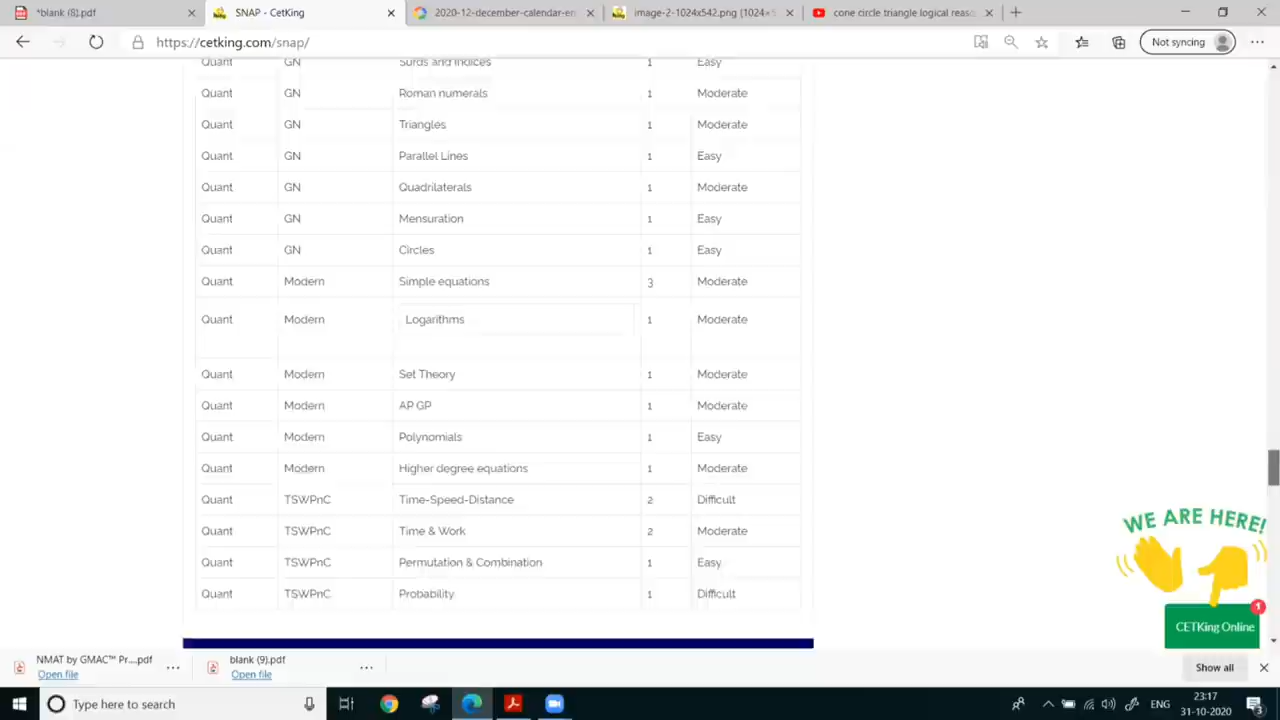 *blank (8).pdf
SNAP - CetKing
2020-12-december-calendar-en
image-2-1024x542.png (1024×5
cone circle triangle logical reaso
https://cetking.com/snap/
Not syncing
Quant GN Surds and Indices 1 Easy
Quant GN Roman numerals 1 Moderate
Quant GN Triangles 1 Moderate
Quant GN Parallel Lines 1 Easy
Quant GN Quadrilaterals 1 Moderate
Quant GN Mensuration 1 Easy
Quant GN Circles 1 Easy
Quant Modern Simple equations 3 Moderate
Quant Modern Logarithms 1 Moderate
Quant Modern Set Theory 1 Moderate
Quant Modern AP GP 1 Moderate
Quant Modern Polynomials 1 Easy
Quant Modern Higher degree equations 1 Moderate
Quant TSWPnC Time-Speed-Distance 2 Difficult
Quant TSWPnC Time & Work 2 Moderate
Quant TSWPnC Permutation & Combination 1 Easy
Quant TSWPnC Probability 1 Difficult
WE ARE HERE!
1
CETKing Online
NMAT by GMAC™ Pr....pdf
Open file
blank (9).pdf
Open file
Show all
Type here to search
ENG
23:17
31-10-2020
3